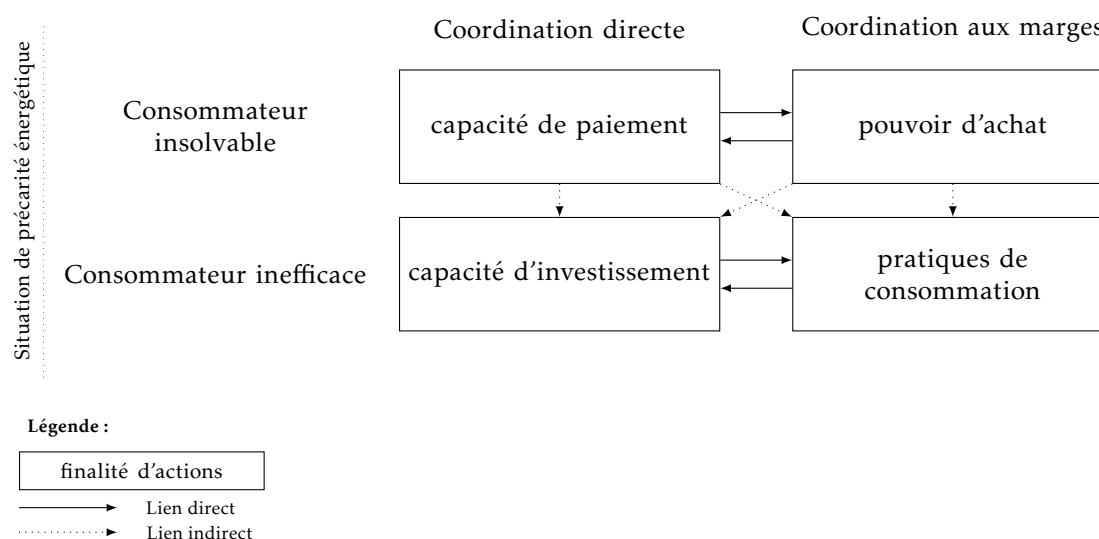 Situation de précarité énergétique
Coordination directe
Coordination aux marges
Consommateur
insolvable
capacité de paiement
pouvoir d'achat
Consommateur inefficace
capacité d'investissement
pratiques de
consommation
Légende :
finalité d'actions
Lien direct
Lien indirect